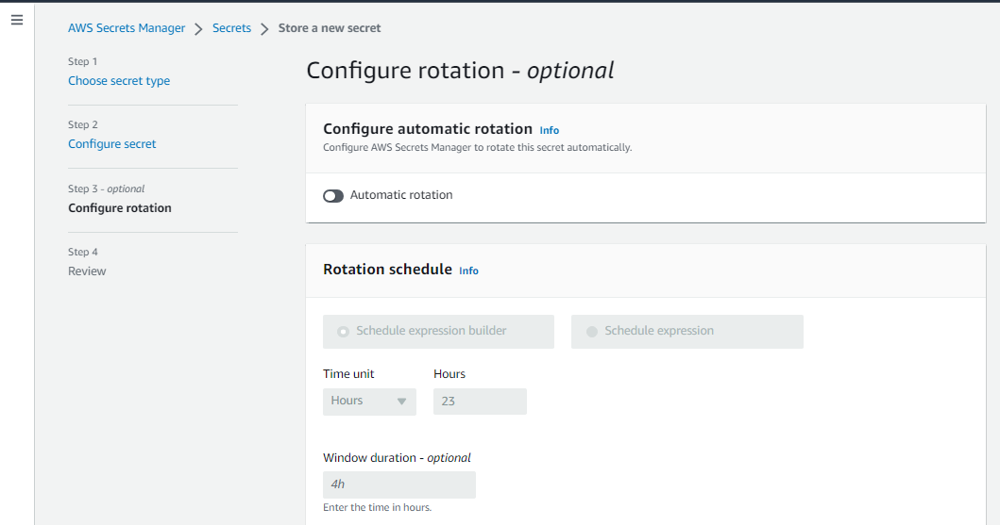 AWS Secrets Manager > Secrets > Store a new secret
Step 1
Choose secret type
Step 2
Configure secret
Step 3 - optional
Configure rotation
Step 4
Review
Configure rotation - optional
Configure automatic rotation Info
Configure AWS Secrets Manager to rotate this secret automatically.
Automatic rotation
Rotation schedule Info
Schedule expression builder Schedule expression
Time unit Hours
Hours 23
Window duration - optional
4h
Enter the time in hours.